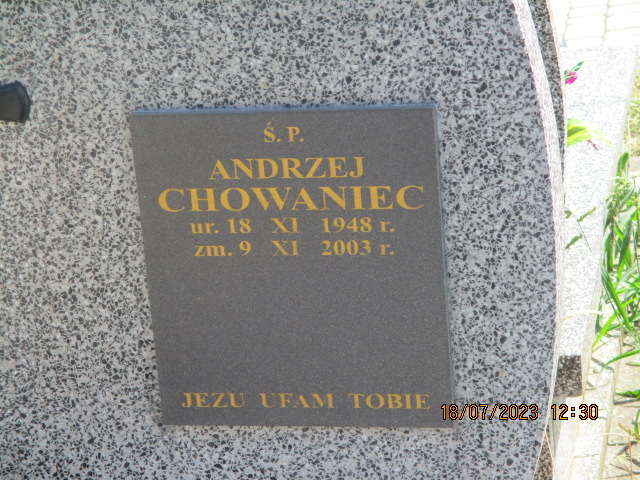 Ś. P.
ANDRZEJ
CHOWANIEC
ur. 18 XI 1948 r.
zm. 9 XI 2003 r.
JEZU UFAM TOBIE
18/07/2023 12:30